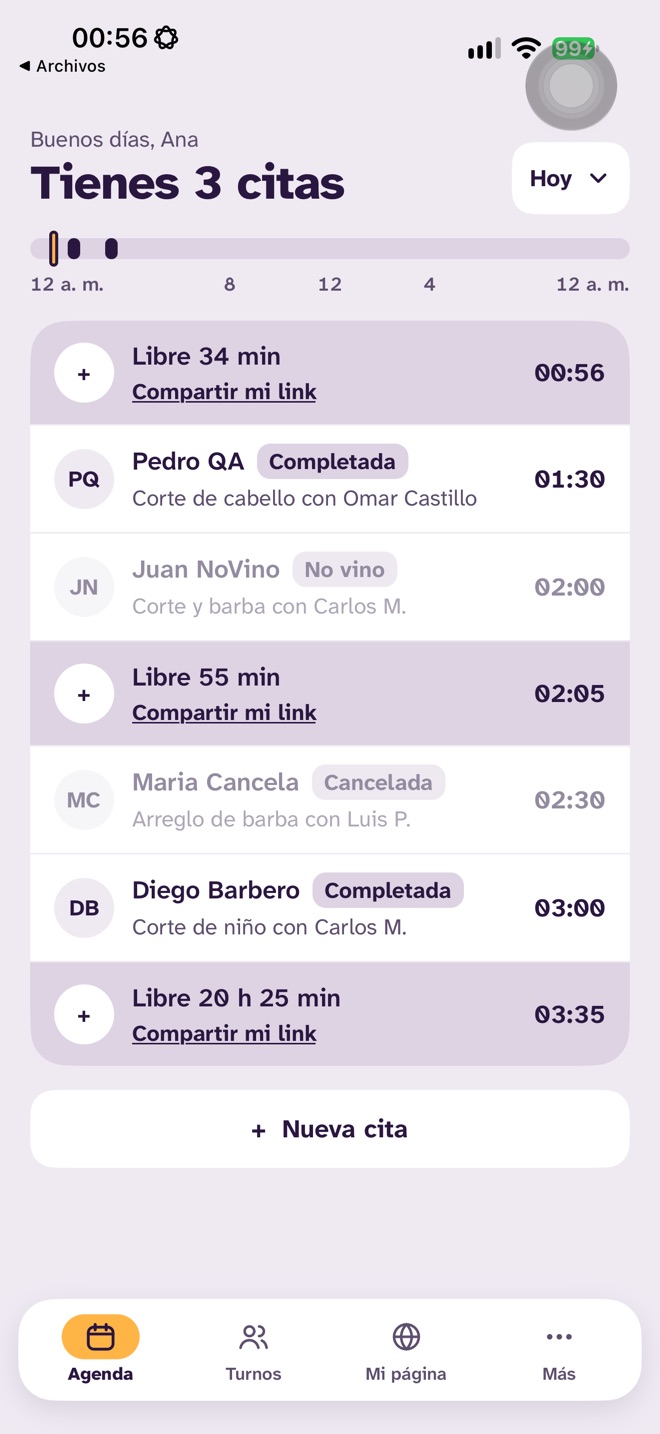 00:56
◀ Archivos
99
Buenos días, Ana
Tienes 3 citas
Hoy
12 a. m. 8 12 4 12 a. m.
Libre 34 min
Compartir mi link
00:56
PQ
Pedro QA Completada
Corte de cabello con Omar Castillo
01:30
JN
Juan NoVino No vino
Corte y barba con Carlos M.
02:00
+
Libre 55 min
Compartir mi link
02:05
MC
Maria Cancela Cancelada
Arreglo de barba con Luis P.
02:30
DB
Diego Barbero Completada
Corte de niño con Carlos M.
03:00
+
Libre 20 h 25 min
Compartir mi link
03:35
+ Nueva cita
Agenda
Turnos
Mi página
Más